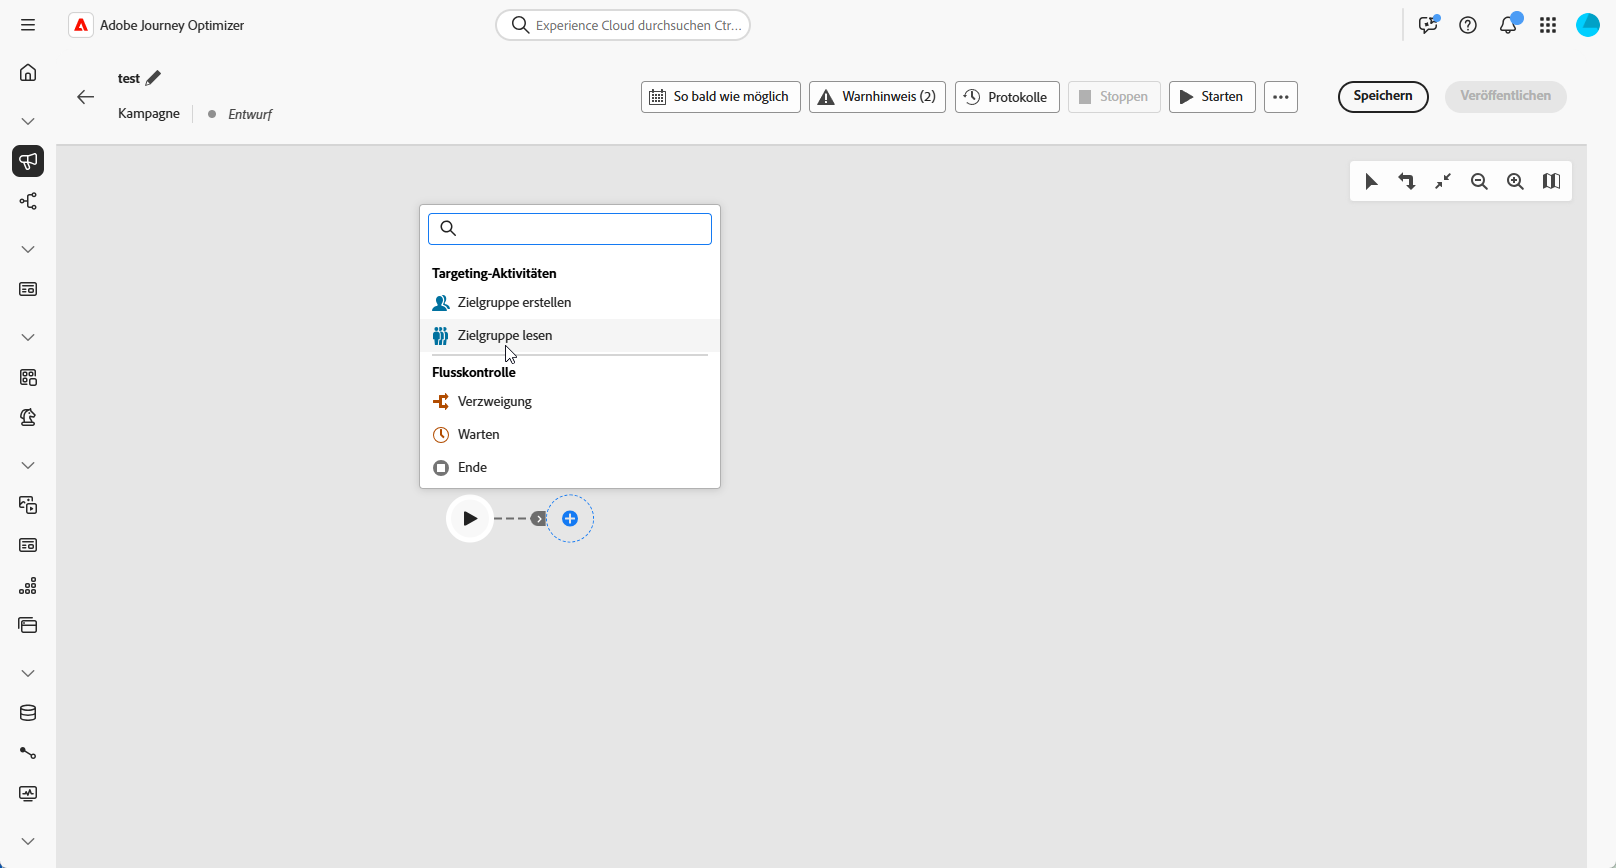 Adobe Journey Optimizer
Experience Cloud durchsuchen Ctr...
test
Kampagne
Entwurf
So bald wie möglich
Warnhinweis (2)
Protokolle
Stoppen
Starten
Speichern
Veröffentlichen
Targeting-Aktivitäten
Zielgruppe erstellen
Zielgruppe lesen
Flusskontrolle
Verzweigung
Warten
Ende